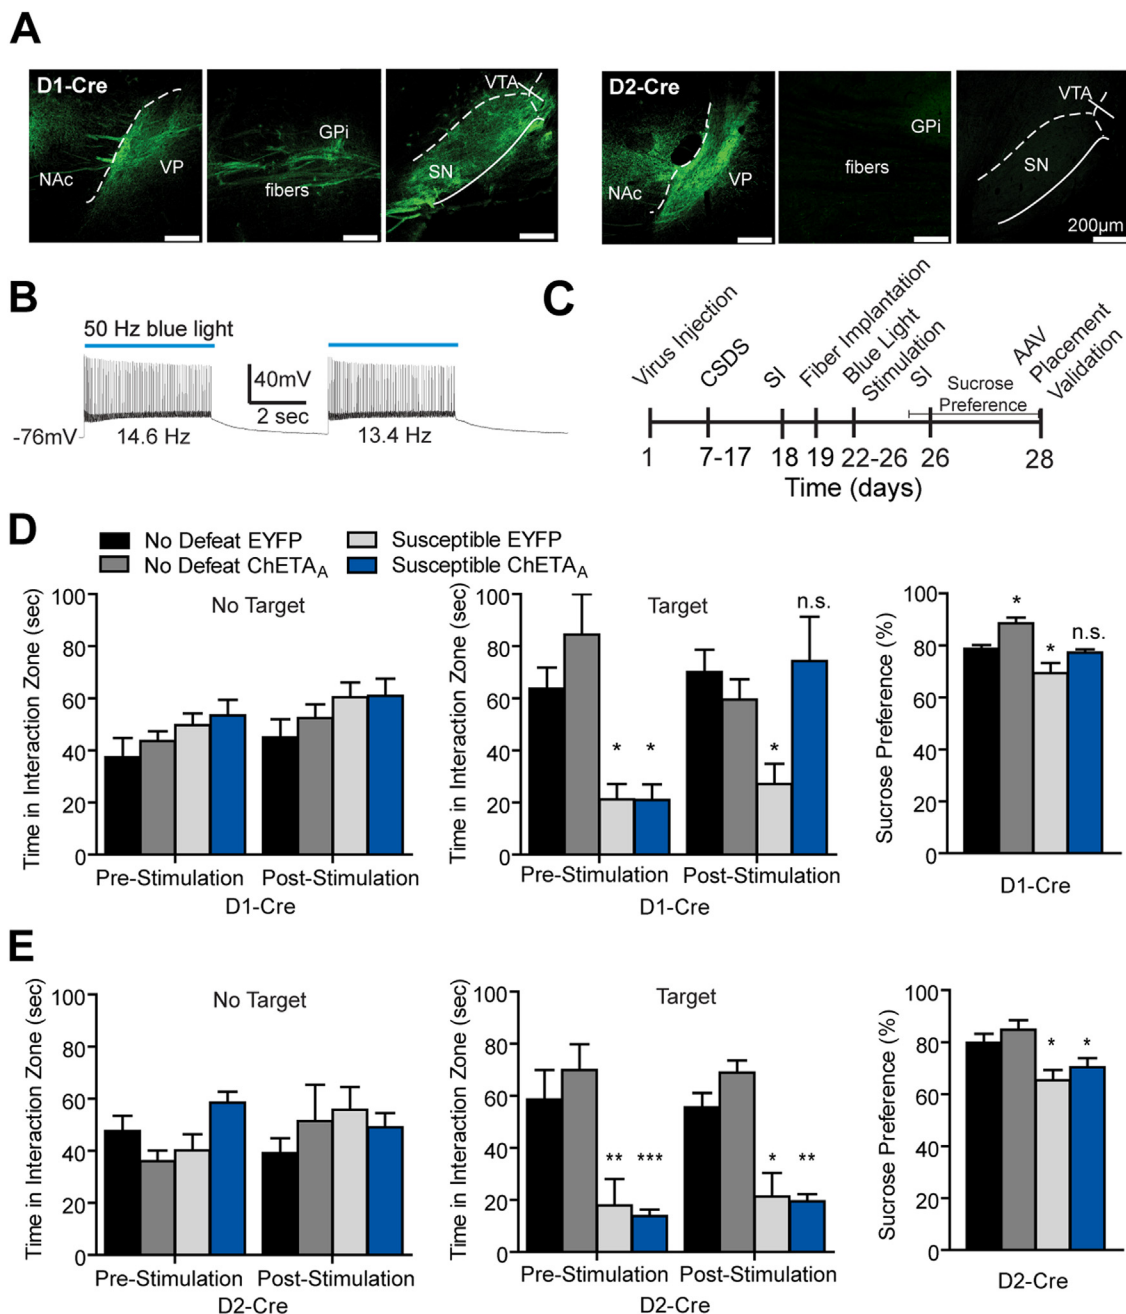 A
D1-Cre
NAc
VP
GPi
fibers
VTA
SN
D2-Cre
NAc
VP
GPi
fibers
VTA
SN
200µm
B
50 Hz blue light
40mV
2 sec
-76mV
14.6 Hz
13.4 Hz
C
Virus Injection
CSDS
SI
Fiber Implantation
Blue Light
Stimulation
SI
Sucrose
Preference
AAV
Placement
Validation
1
7-17
18
19
22-26
26
28
Time (days)
D
No Defeat EYFP
No Defeat ChETAA
Susceptible EYFP
Susceptible ChETAA
No Target
Time in Interaction Zone (sec)
100
80
60
40
20
0
Pre-Stimulation
Post-Stimulation
D1-Cre
Target
Time in Interaction Zone (sec)
100
80
60
40
20
0
*
*
*
n.s.
Pre-Stimulation
Post-Stimulation
D1-Cre
Sucrose Preference (%)
100
80
60
40
20
0
*
*
n.s.
D1-Cre
E
No Target
Time in Interaction Zone (sec)
100
80
60
40
20
0
Pre-Stimulation
Post-Stimulation
D2-Cre
Target
Time in Interaction Zone (sec)
100
80
60
40
20
0
**
***
*
**
Pre-Stimulation
Post-Stimulation
D2-Cre
Sucrose Preference (%)
100
80
60
40
20
0
*
*
D2-Cre